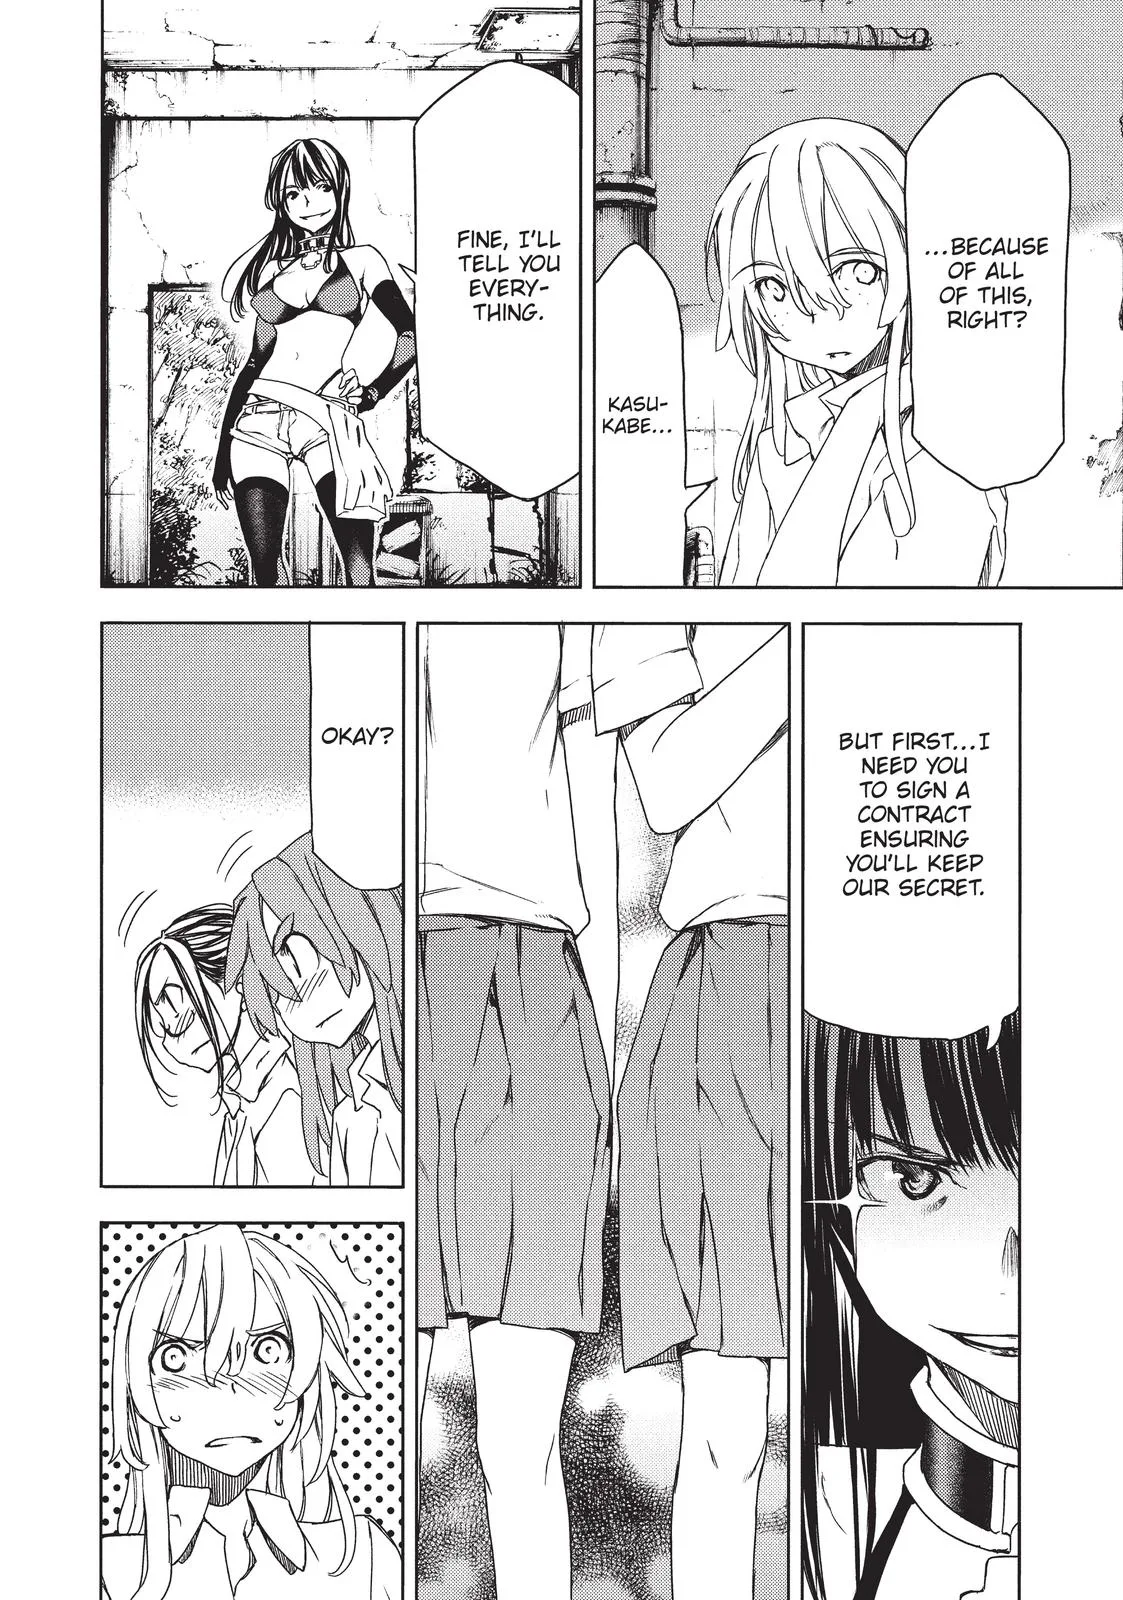 ...BECAUSE
OF ALL
OF THIS,
RIGHT?
KASU-
KABE...
FINE, I'LL
TELL YOU
EVERY-
THING.
BUT FIRST...I
NEED YOU
TO SIGN A
CONTRACT
ENSURING
YOU'LL KEEP
OUR SECRET.
OKAY?